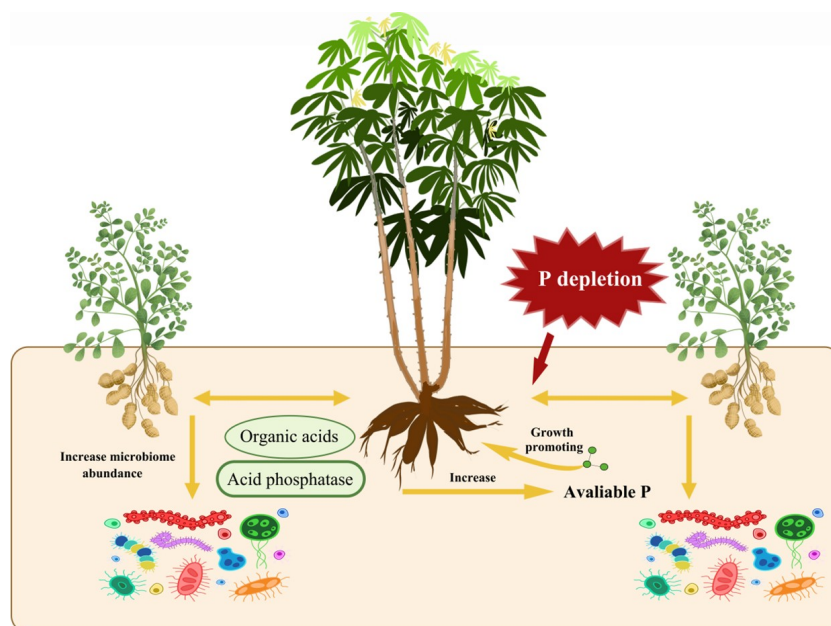 P depletion
Organic acids
Acid phosphatase
Increase microbiome
abundance
Growth
promoting
Increase
Avaliable P